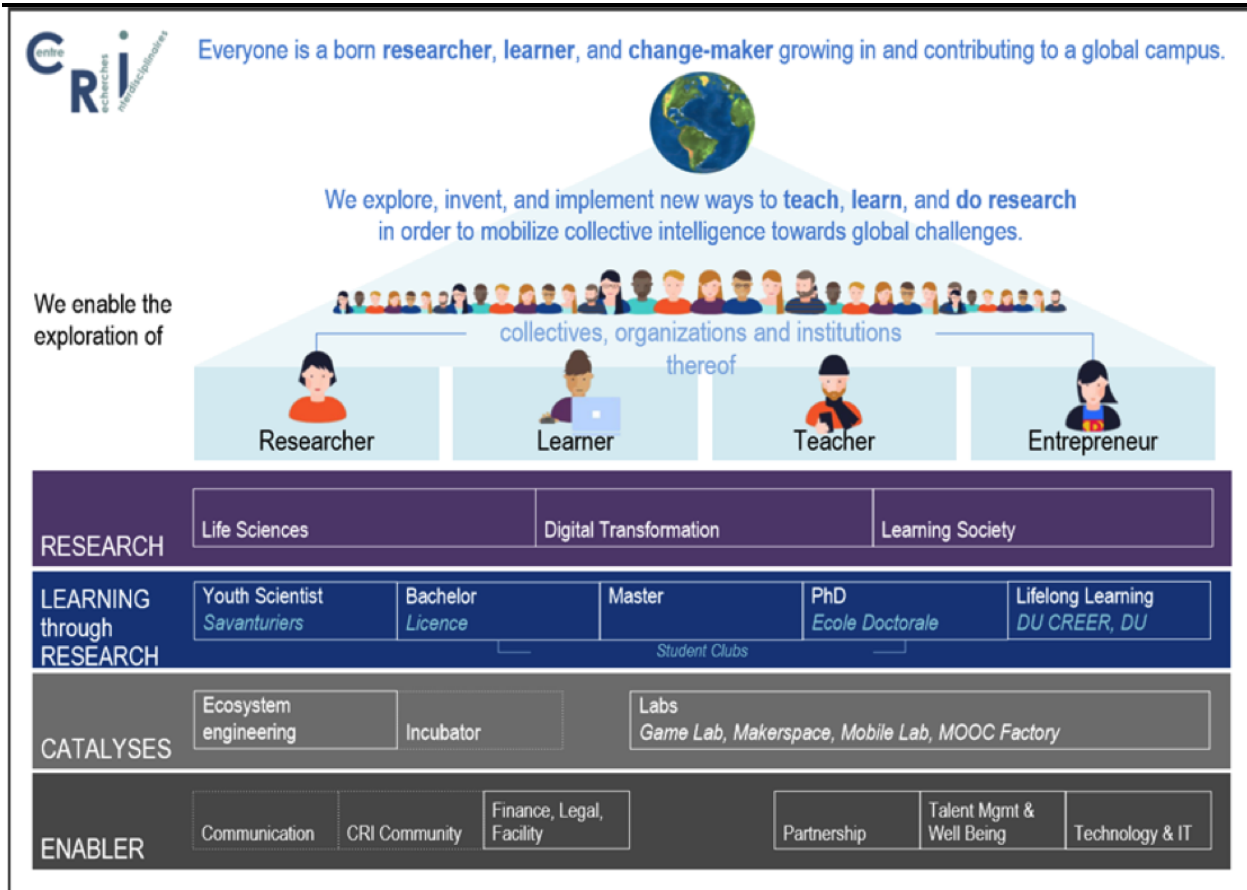 Centre
Recherches
Interdisciplinaires
Everyone is a born researcher, learner, and change-maker growing in and contributing to a global campus.
We explore, invent, and implement new ways to teach, learn, and do research
in order to mobilize collective intelligence towards global challenges.
We enable the
exploration of
collectives, organizations and institutions
thereof
Researcher
Learner
Teacher
Entrepreneur
RESEARCH
Life Sciences
Digital Transformation
Learning Society
LEARNING
through
RESEARCH
Youth Scientist
Savanturiers
Bachelor
Licence
Master
PhD
Ecole Doctorale
Lifelong Learning
DU CREER, DU
Student Clubs
CATALYSES
Ecosystem
engineering
Incubator
Labs
Game Lab, Makerspace, Mobile Lab, MOOC Factory
ENABLER
Communication
CRI Community
Finance, Legal,
Facility
Partnership
Talent Mgmt &
Well Being
Technology & IT